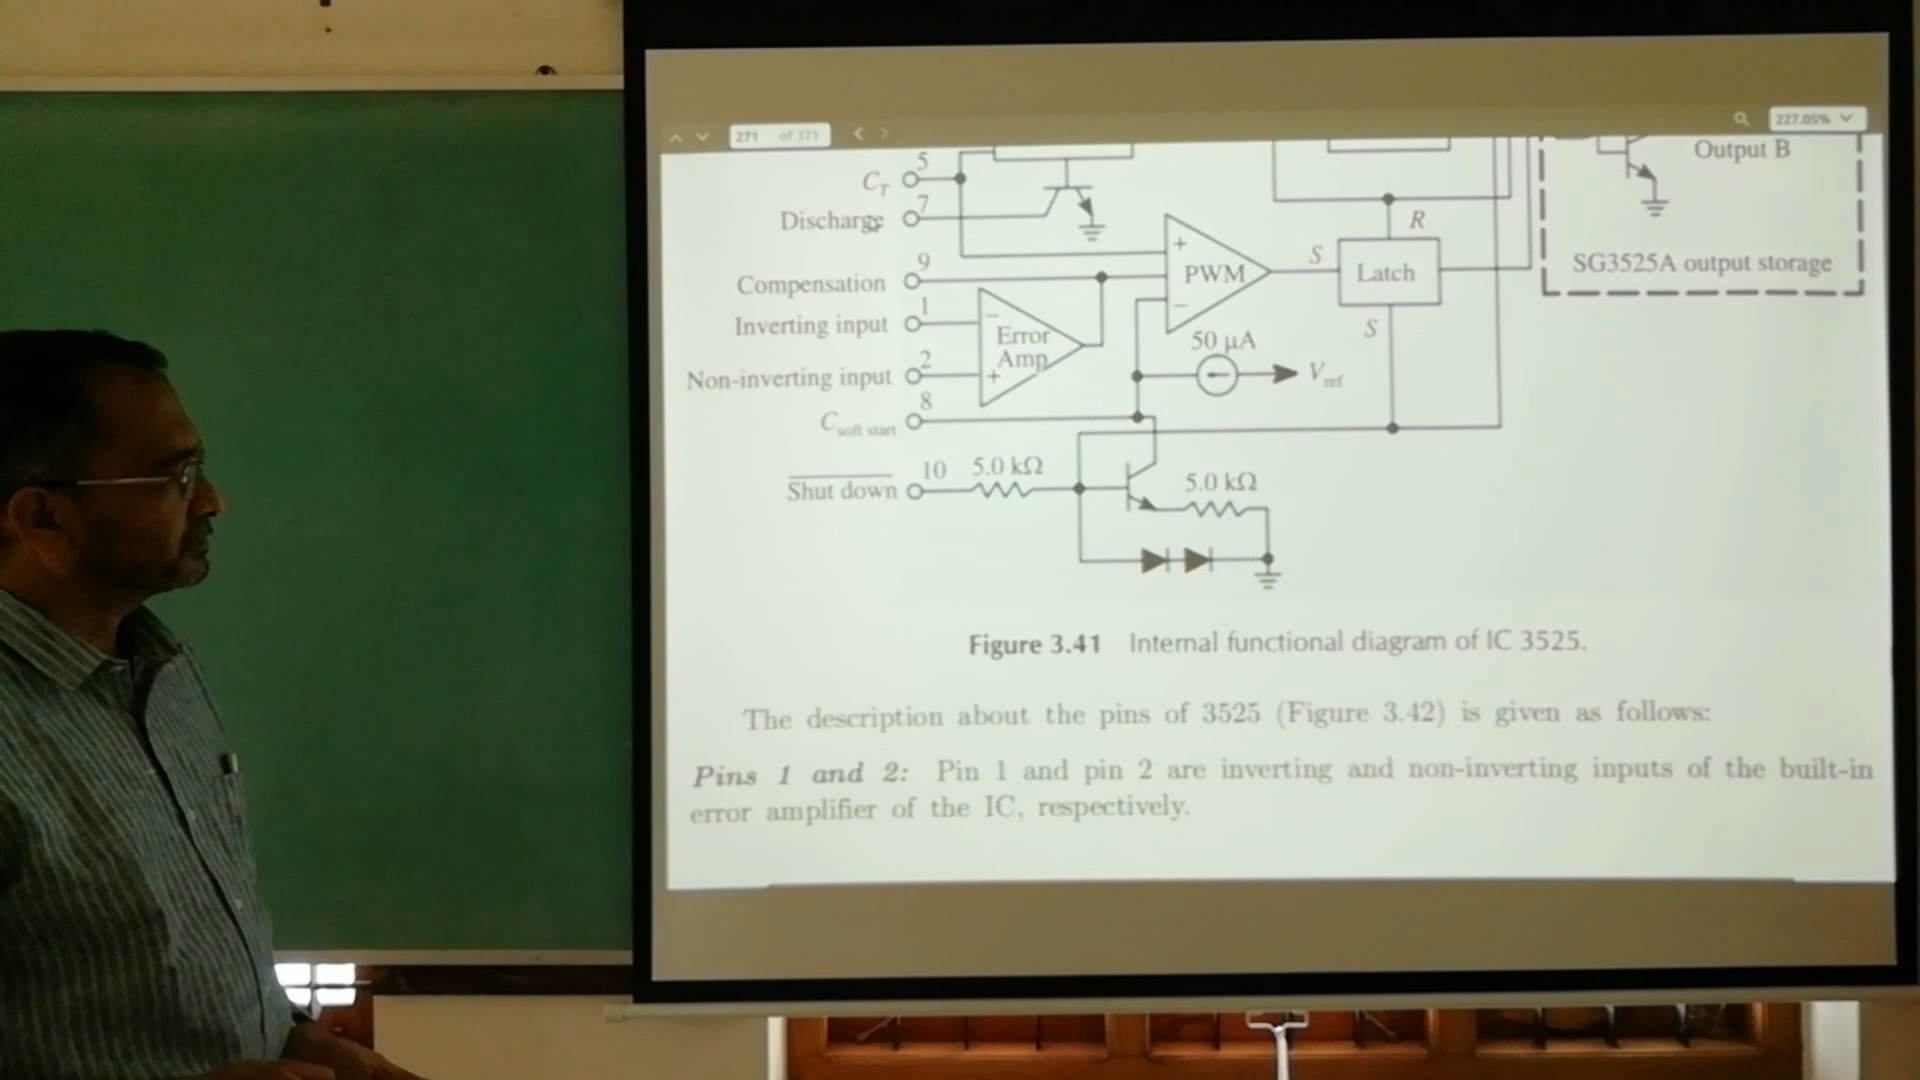 271 of 371
227.05%
5
C_T
7
Discharge
9
Compensation
1
Inverting input
2
Non-inverting input
8
C_soft start
10 5.0 kΩ
Shut down
+
PWM
−
−
Error
Amp
+
50 µA
V_ref
5.0 kΩ
S
R
Latch
S
Output B
SG3525A output storage
Figure 3.41 Internal functional diagram of IC 3525.
The description about the pins of 3525 (Figure 3.42) is given as follows:
Pins 1 and 2: Pin 1 and pin 2 are inverting and non-inverting inputs of the built-in
error amplifier of the IC, respectively.